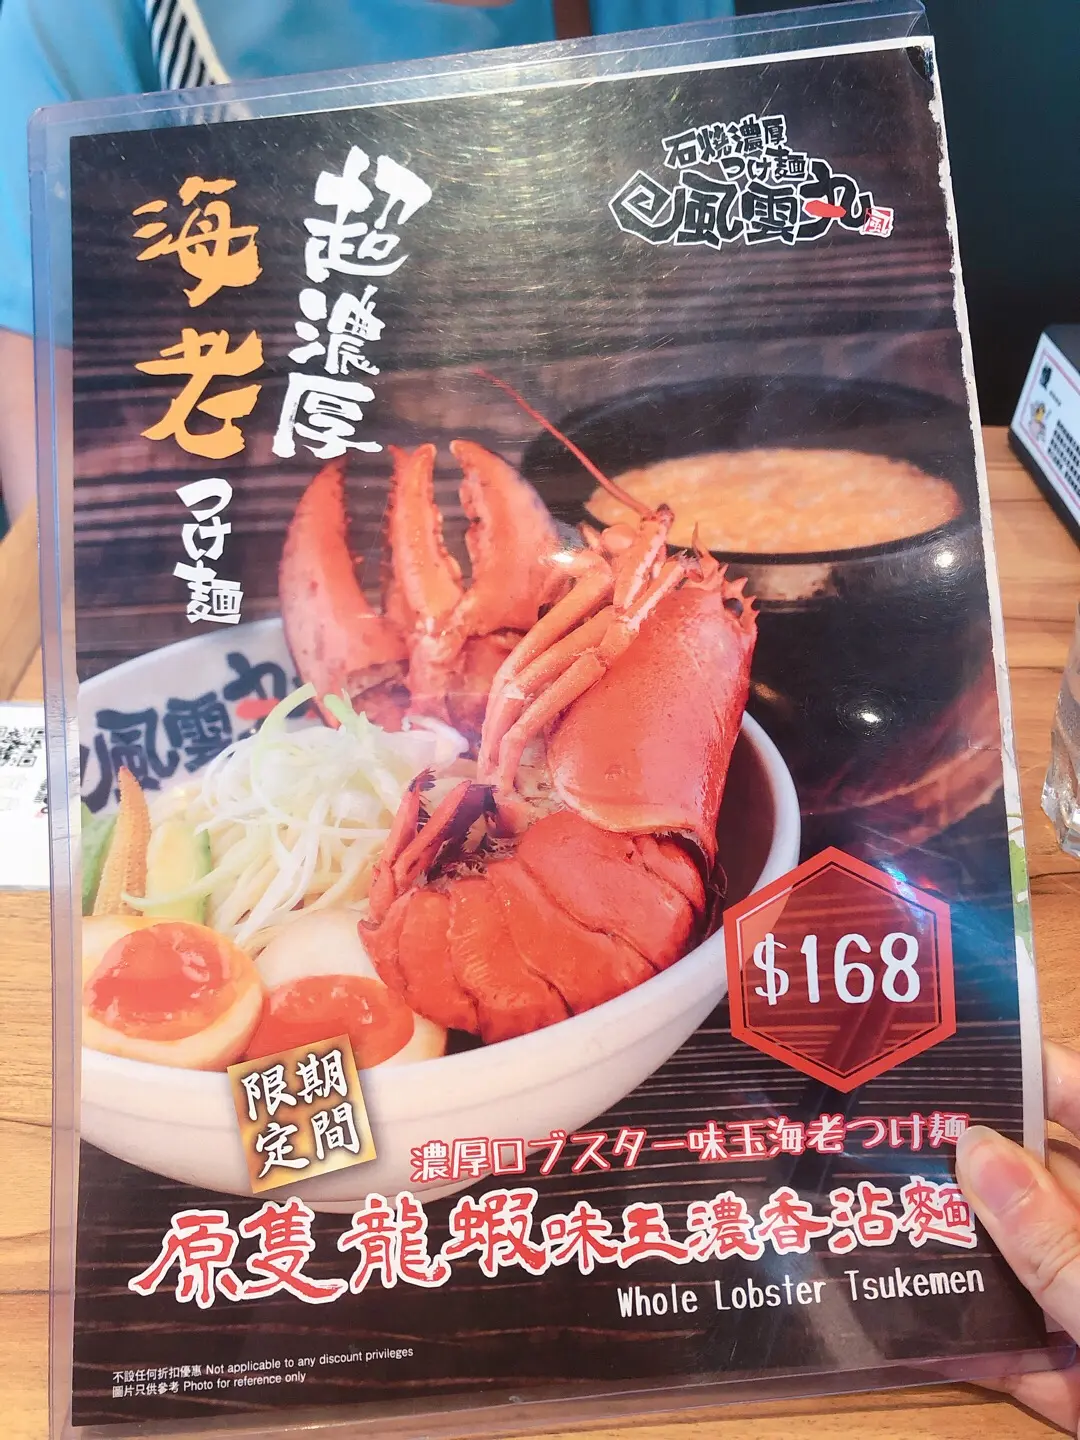 石焼濃厚
つけ麺
風雲丸
風
超濃厚
海老
つけ麺
風雲丸
$168
期間
限定
濃厚ロブスター味玉海老つけ麺
原隻龍蝦味玉濃香沾麵
Whole Lobster Tsukemen
不設任何折扣優惠 Not applicable to any discount privileges
圖片只供參考 Photo for reference only